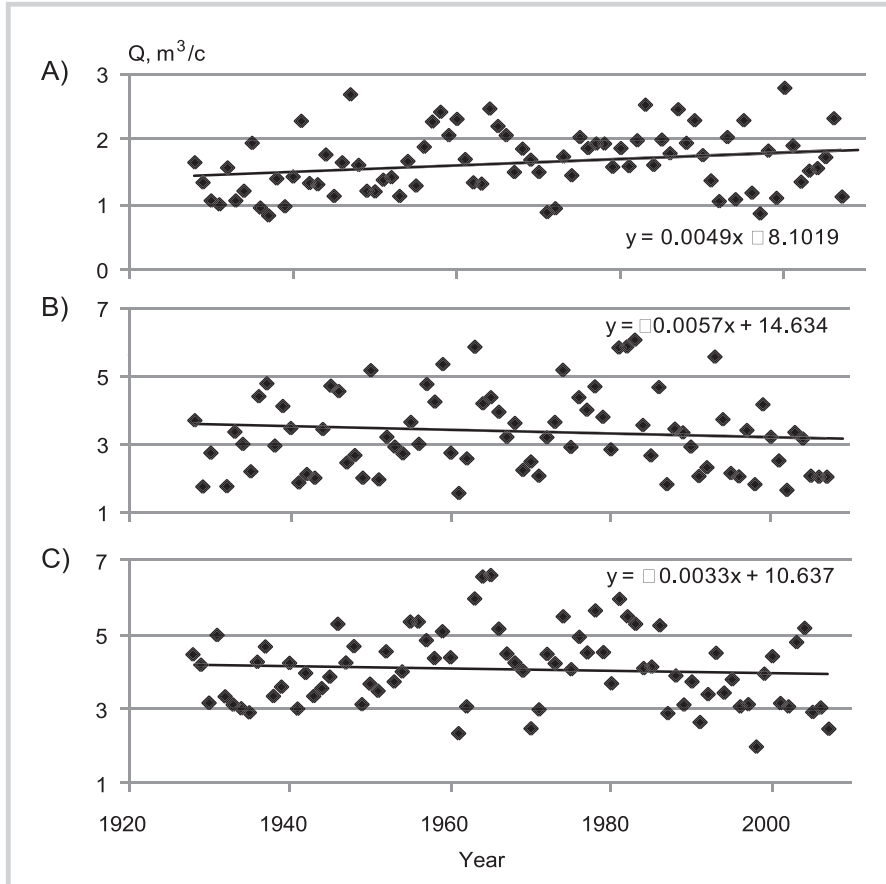 Q, m³/c
A)
3
2
1
0
y = 0.0049x □ 8.1019
B)
7
5
3
1
y = □0.0057x + 14.634
C)
7
5
3
1
y = □0.0033x + 10.637
1920 1940 1960 1980 2000
Year